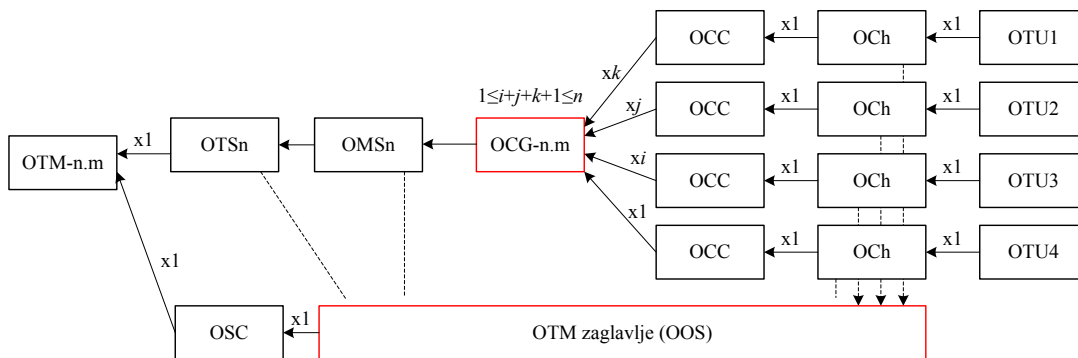 OCC x1 OCh x1 OTU1
xk
1≤i+j+k+1≤n
OCC x1 OCh x1 OTU2
xj
OTM-n.m x1 OTSn OMSn OCG-n.m
xi
OCC x1 OCh x1 OTU3
x1
OCC x1 OCh x1 OTU4
x1
OSC x1 OTM zaglavlje (OOS)